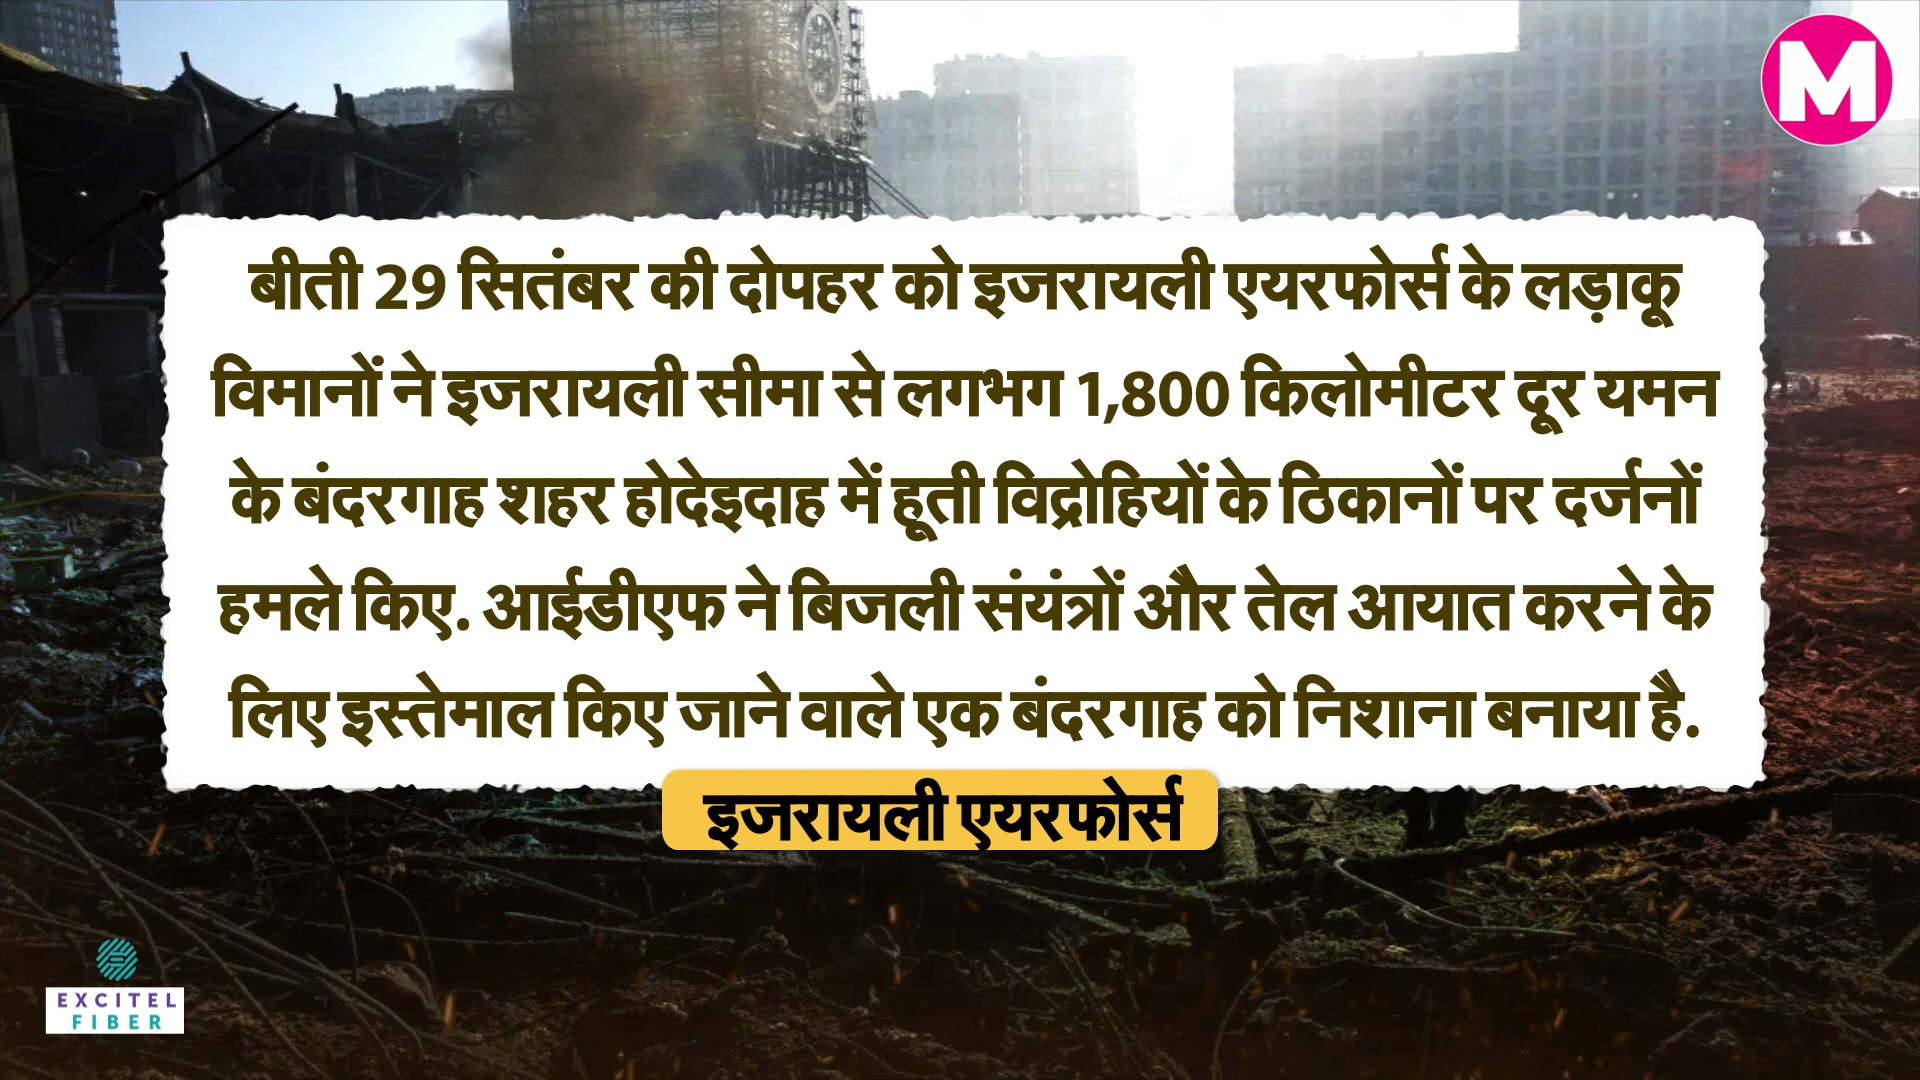 M
बीती 29 सितंबर की दोपहर को इजरायली एयरफोर्स के लड़ाकू
विमानों ने इजरायली सीमा से लगभग 1,800 किलोमीटर दूर यमन
के बंदरगाह शहर होदेइदाह में हूती विद्रोहियों के ठिकानों पर दर्जनों
हमले किए. आईडीएफ ने बिजली संयंत्रों और तेल आयात करने के
लिए इस्तेमाल किए जाने वाले एक बंदरगाह को निशाना बनाया है.
इजरायली एयरफोर्स
EXCITEL
FIBER